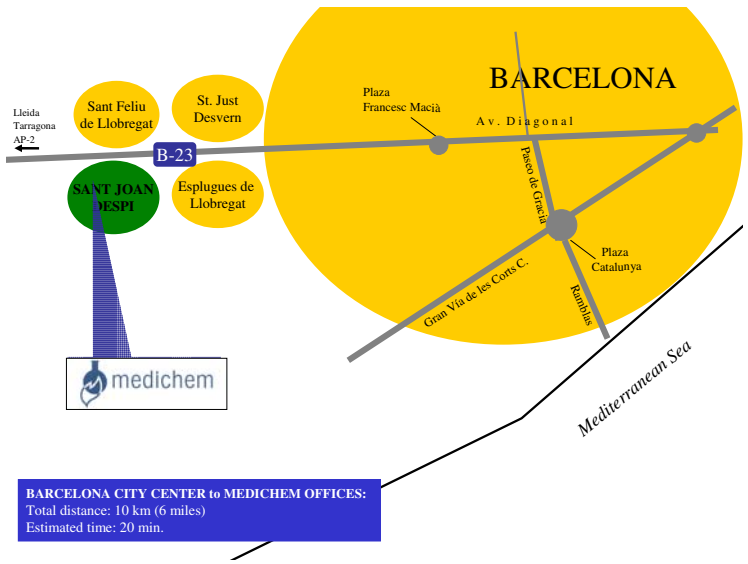 BARCELONA
Plaza
Francesc Macià
Av. Diagonal
Lleida
Tarragona
AP-2
Sant Feliu
de Llobregat
St. Just
Desvern
B-23
SANT JOAN
DESPI
Esplugues de
Llobregat
Paseo de Gracia
Plaza
Catalunya
Gran Vía de les Corts C.
Ramblas
medichem
Mediterranean Sea
BARCELONA CITY CENTER to MEDICHEM OFFICES:
Total distance: 10 km (6 miles)
Estimated time: 20 min.